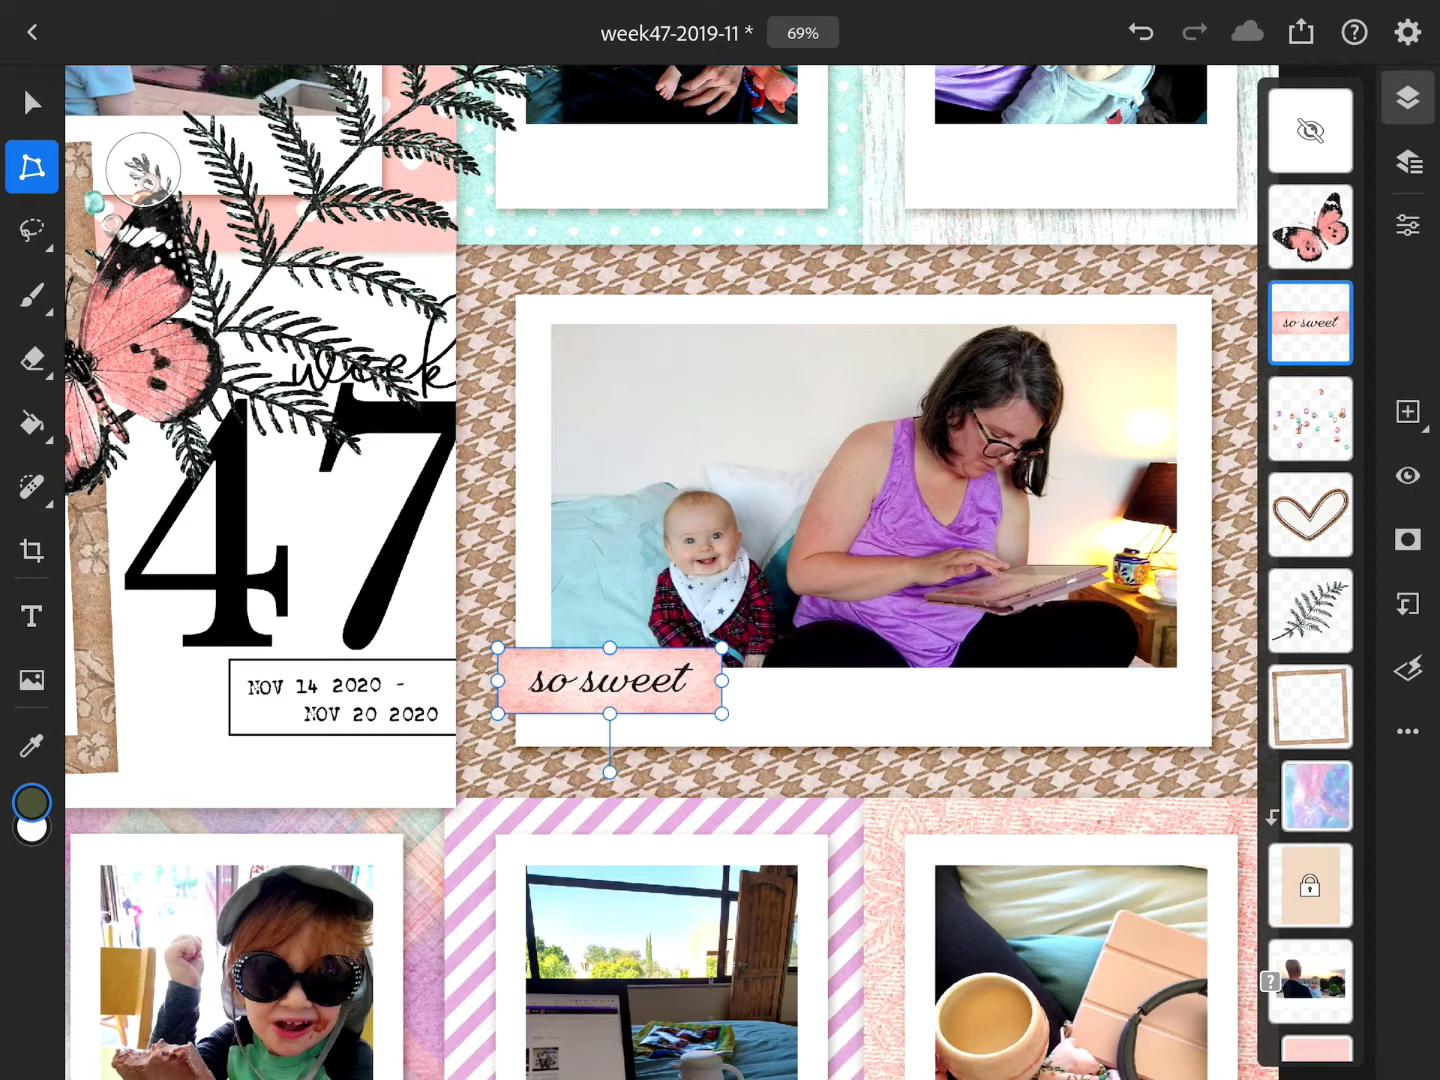 week47-2019-11 *
69%
week
47
NOV 14 2020 -
NOV 20 2020
so sweet
so sweet
T